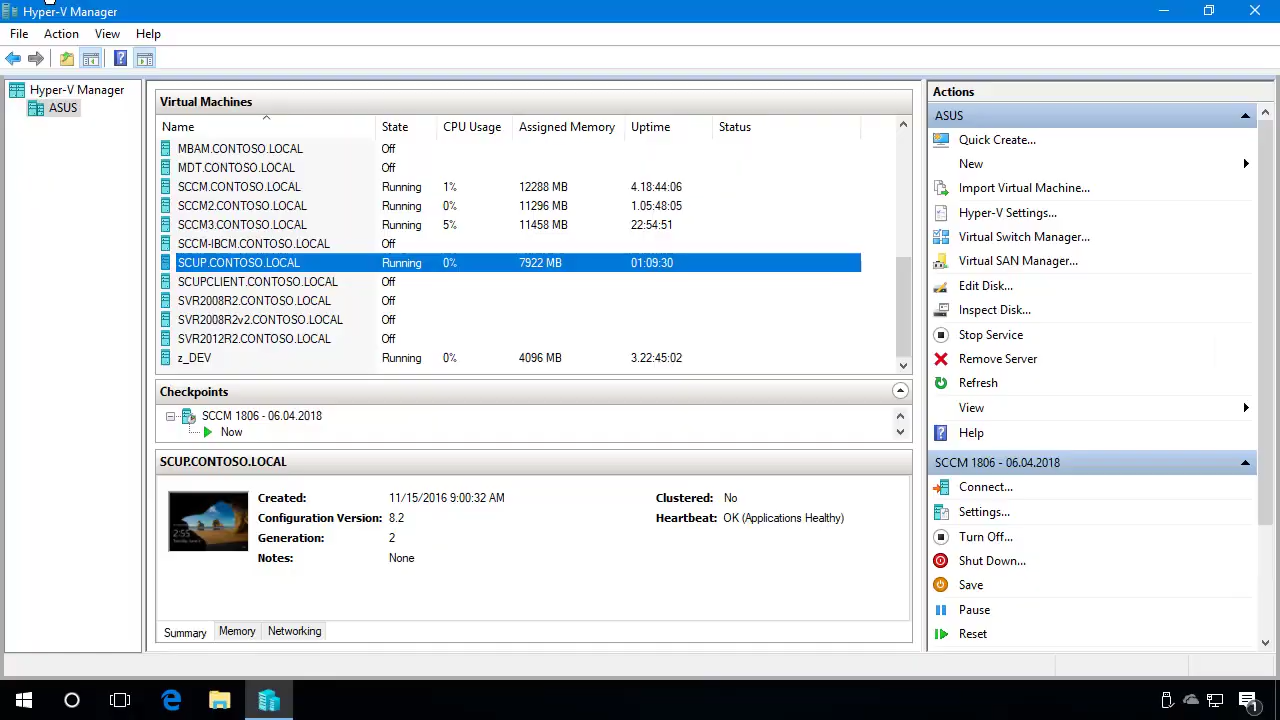 Hyper-V Manager
File Action View Help
Hyper-V Manager
ASUS
Virtual Machines
Name State CPU Usage Assigned Memory Uptime Status
MBAM.CONTOSO.LOCAL Off
MDT.CONTOSO.LOCAL Off
SCCM.CONTOSO.LOCAL Running 1% 12288 MB 4.18:44:06
SCCM2.CONTOSO.LOCAL Running 0% 11296 MB 1.05:48:05
SCCM3.CONTOSO.LOCAL Running 5% 11458 MB 22:54:51
SCCM-IBCM.CONTOSO.LOCAL Off
SCUP.CONTOSO.LOCAL Running 0% 7922 MB 01:09:30
SCUPCLIENT.CONTOSO.LOCAL Off
SVR2008R2.CONTOSO.LOCAL Off
SVR2008R2v2.CONTOSO.LOCAL Off
SVR2012R2.CONTOSO.LOCAL Off
z_DEV Running 0% 4096 MB 3.22:45:02
Checkpoints
SCCM 1806 - 06.04.2018
Now
SCUP.CONTOSO.LOCAL
2:55
Created: 11/15/2016 9:00:32 AM Clustered: No
Configuration Version: 8.2 Heartbeat: OK (Applications Healthy)
Generation: 2
Notes: None
Summary Memory Networking
Actions
ASUS
Quick Create...
New
Import Virtual Machine...
Hyper-V Settings...
Virtual Switch Manager...
Virtual SAN Manager...
Edit Disk...
Inspect Disk...
Stop Service
Remove Server
Refresh
View
Help
SCCM 1806 - 06.04.2018
Connect...
Settings...
Turn Off...
Shut Down...
Save
Pause
Reset
1